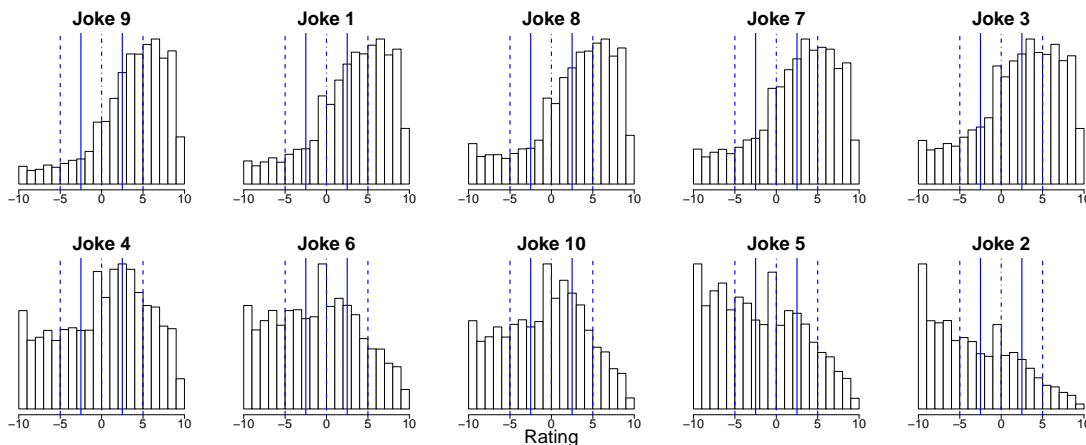 Joke 9 Joke 1 Joke 8 Joke 7 Joke 3
−10 −5 0 5 10 −10 −5 0 5 10 −10 −5 0 5 10 −10 −5 0 5 10 −10 −5 0 5 10
Joke 4 Joke 6 Joke 10 Joke 5 Joke 2
−10 −5 0 5 10 −10 −5 0 5 10 −10 −5 0 5 10 −10 −5 0 5 10 −10 −5 0 5 10
Rating